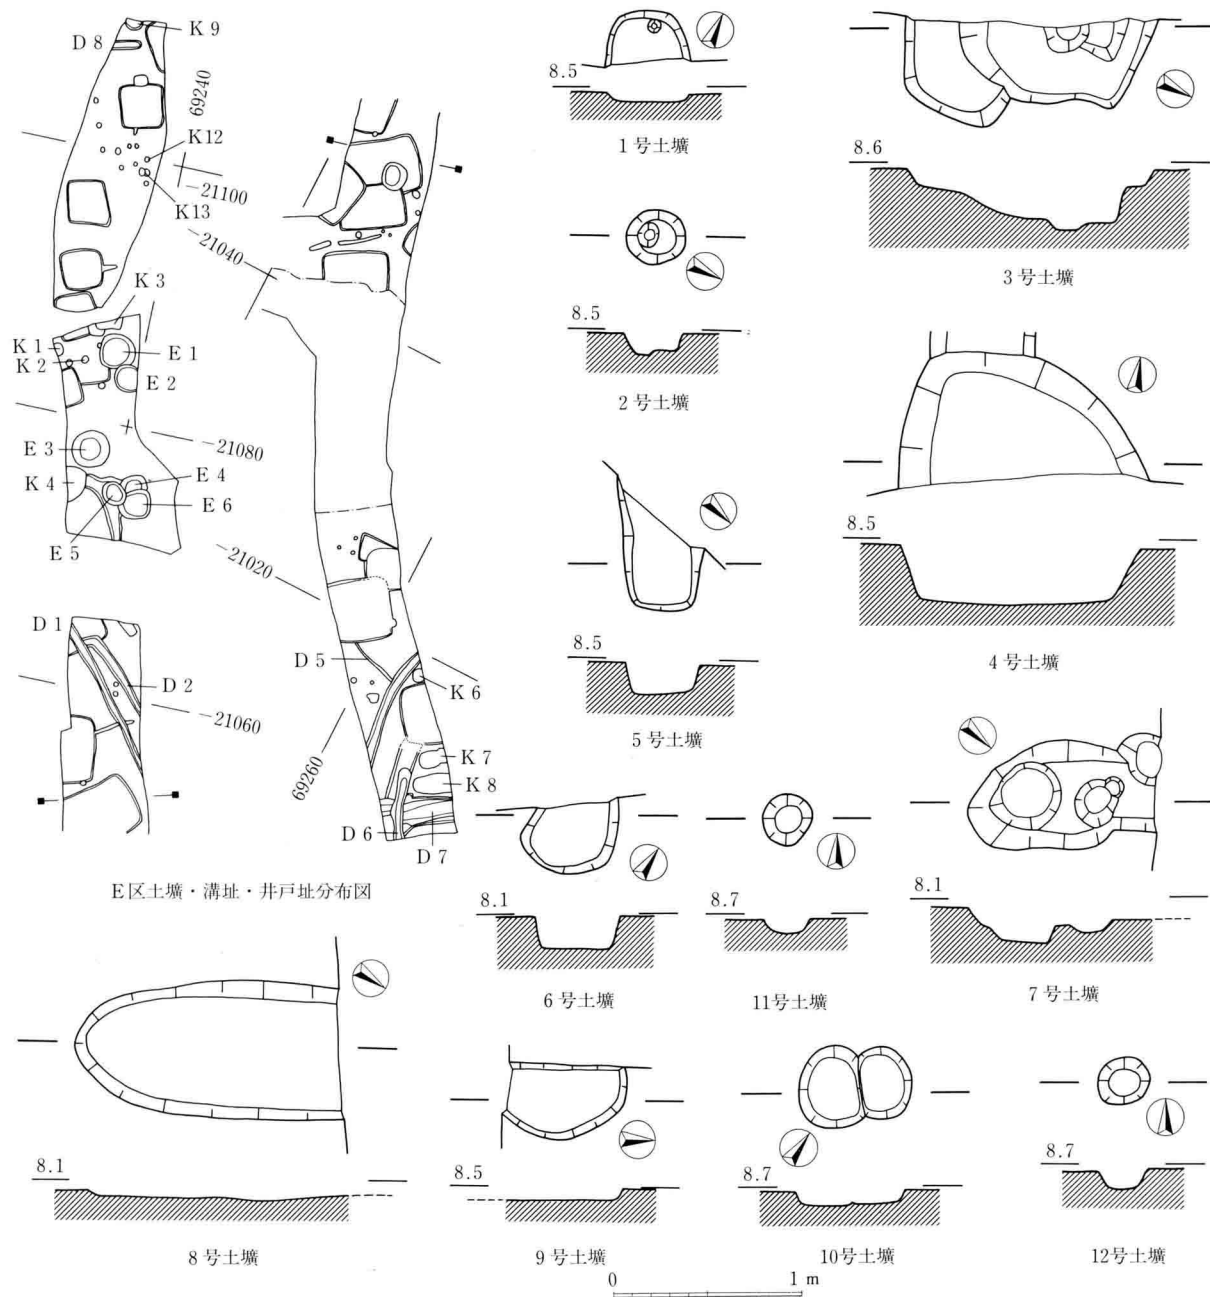 K 9
D 8
69240
K12
-21100
K13
-21040
K 3
K 1
K 2
E 1
E 2
-21080
E 3
K 4
E 4
E 6
E 5
-21020
D 1
D 2
-21060
D 5
K 6
69260
K 7
K 8
D 6
D 7
E区土壙・溝址・井戸址分布図
8.5
1号土壙
8.5
2号土壙
8.6
3号土壙
8.5
4号土壙
8.5
5号土壙
8.1
6号土壙
8.7
11号土壙
8.1
7号土壙
8.1
8号土壙
8.5
9号土壙
8.7
10号土壙
8.7
12号土壙
0 1 m